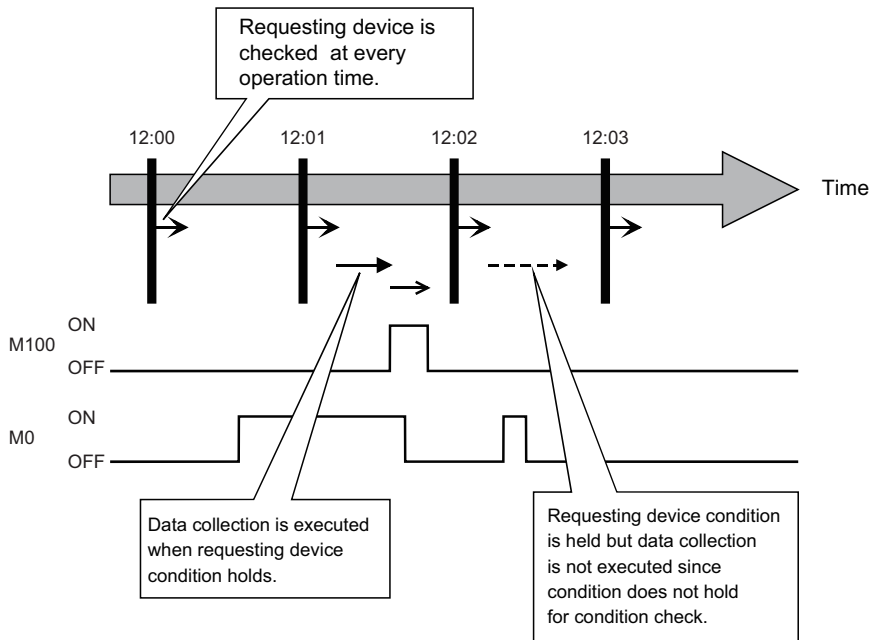 Requesting device is
checked at every
operation time.
12:00 12:01 12:02 12:03
Time
ON
M100
OFF
ON
M0
OFF
Data collection is executed
when requesting device
condition holds.
Requesting device condition
is held but data collection
is not executed since
condition does not hold
for condition check.